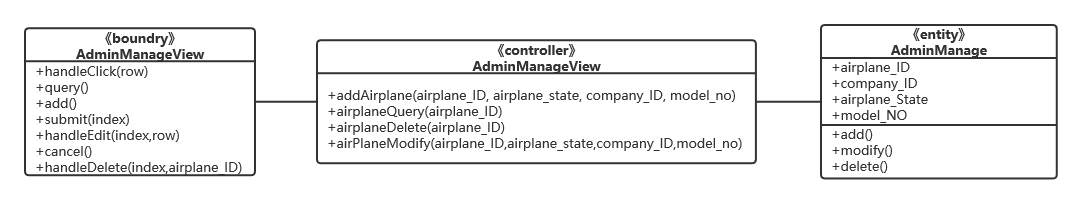 《boundry》
AdminManageView
+handleClick(row)
+query()
+add()
+submit(index)
+handleEdit(index,row)
+cancel()
+handleDelete(index,airplane_ID)
《controller》
AdminManageView
+addAirplane(airplane_ID, airplane_state, company_ID, model_no)
+airplaneQuery(airplane_ID)
+airplaneDelete(airplane_ID)
+airPlaneModify(airplane_ID,airplane_state,company_ID,model_no)
《entity》
AdminManage
+airplane_ID
+company_ID
+airplane_State
+model_NO
+add()
+modify()
+delete()